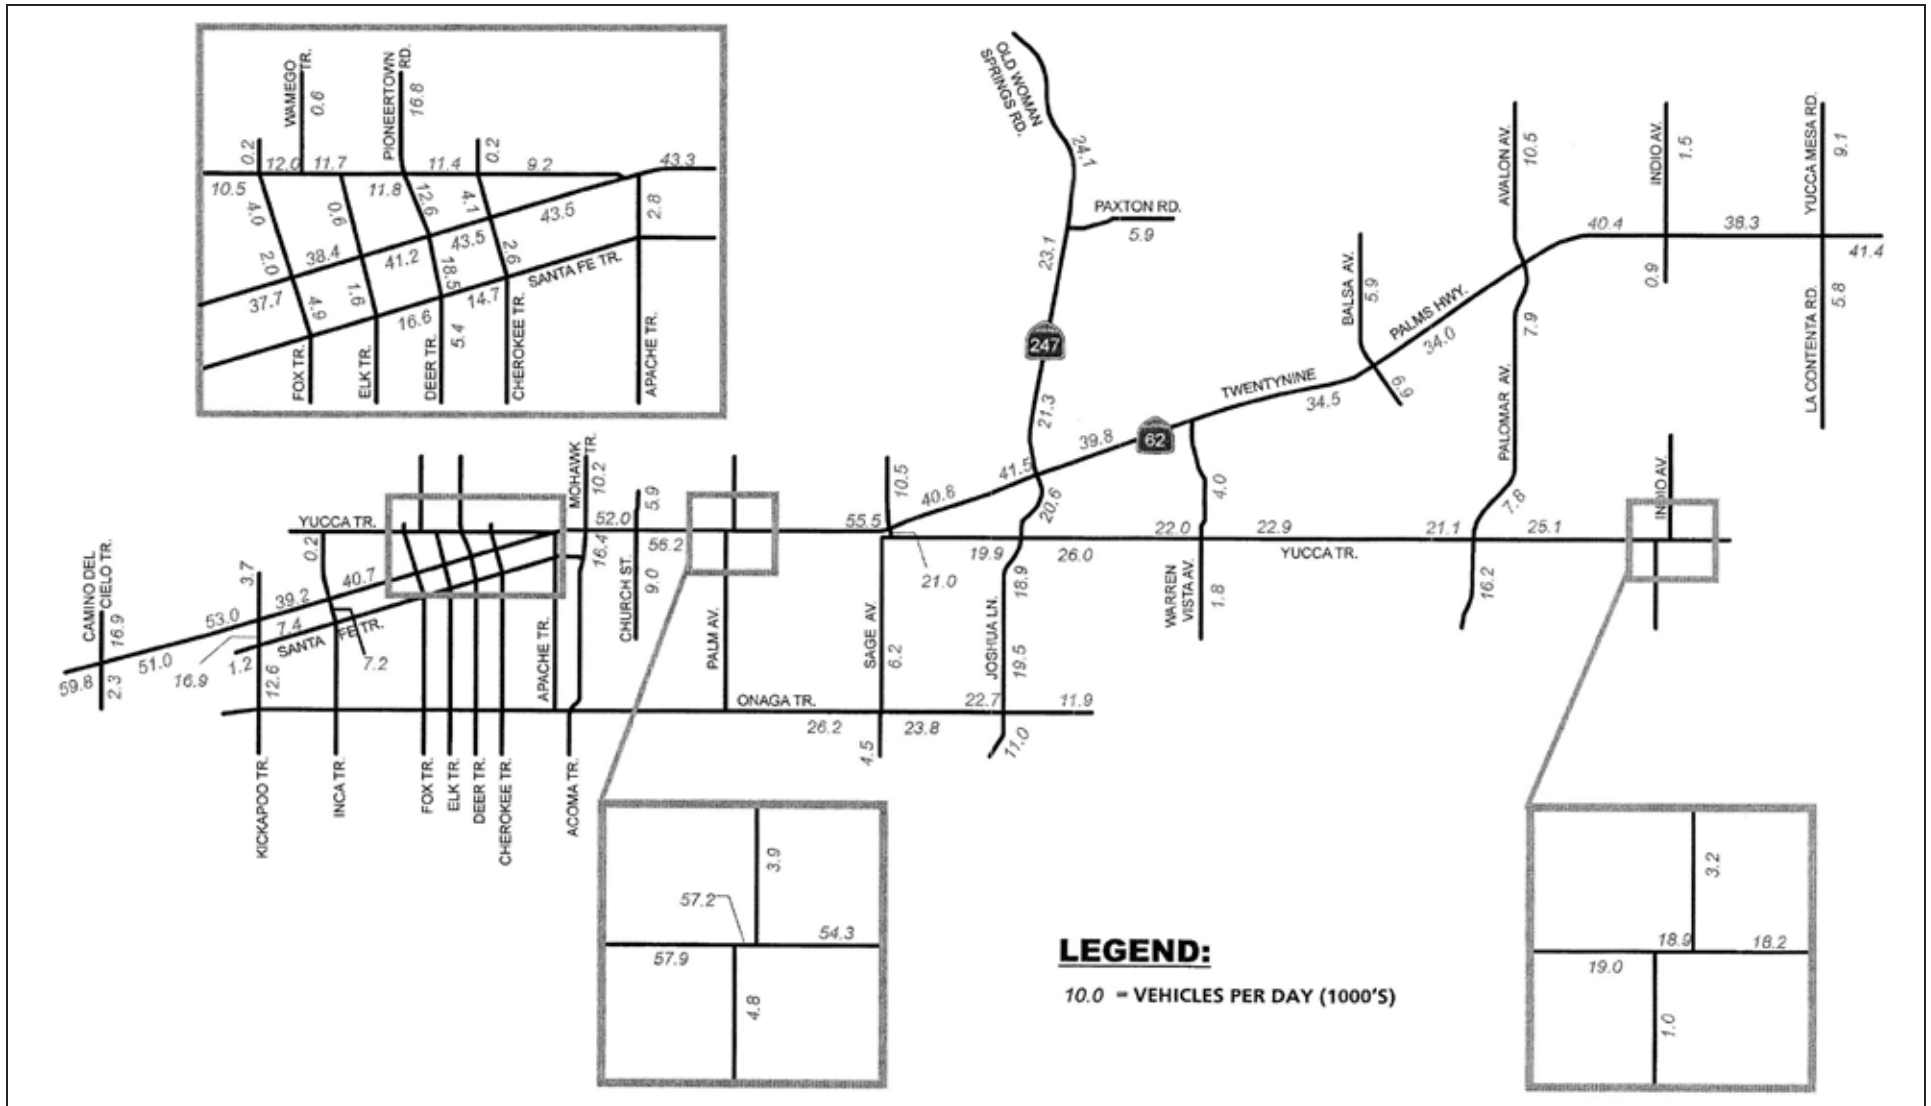 WAMEGO
TR.
0.6
PIONEERTOWN
RD.
16.8
0.2
12.0
11.7
11.4
0.2
9.2
43.3
10.5
4.0
0.6
11.8
12.6
4.1
43.5
2.8
2.0
38.4
41.2
43.5
2.6
37.7
4.9
1.6
18.5
14.7
SANTA FE TR.
16.6
5.4
FOX TR.
ELK TR.
DEER TR.
CHEROKEE TR.
APACHE TR.
OLD WOMAN
SPRINGS RD.
24.1
PAXTON RD.
5.9
23.1
247
21.3
AVALON AV.
10.5
INDIO AV.
1.5
YUCCA MESA RD.
9.1
40.4
38.3
41.4
0.9
BALSA AV.
5.9
PALMS HWY.
34.0
7.9
5.8
LA CONTENTA RD.
TWENTYNINE
34.5
6.9
PALOMAR AV.
7.8
62
39.8
41.5
40.8
20.6
4.0
INDIO AV.
MOHAWK
TR.
10.2
5.9
10.5
YUCCA TR.
52.0
55.5
22.0
22.9
21.1
25.1
0.2
16.4
56.2
19.9
26.0
YUCCA TR.
CAMINO DEL
CIELO TR.
16.9
3.7
40.7
39.2
53.0
CHURCH ST.
9.0
21.0
18.9
WARREN
VISTA AV.
1.8
16.2
7.4
SANTA
FE TR.
51.0
16.9
1.2
7.2
59.8
2.3
12.6
APACHE TR.
PALM AV.
SAGE AV.
6.2
JOSHUA LN.
19.5
ONAGA TR.
22.7
11.9
26.2
23.8
4.5
11.0
KICKAPOO TR.
INCA TR.
FOX TR.
ELK TR.
DEER TR.
CHEROKEE TR.
ACOMA TR.
3.9
57.2
54.3
57.9
4.8
3.2
18.9
18.2
19.0
1.0
LEGEND:
10.0 = VEHICLES PER DAY (1000'S)